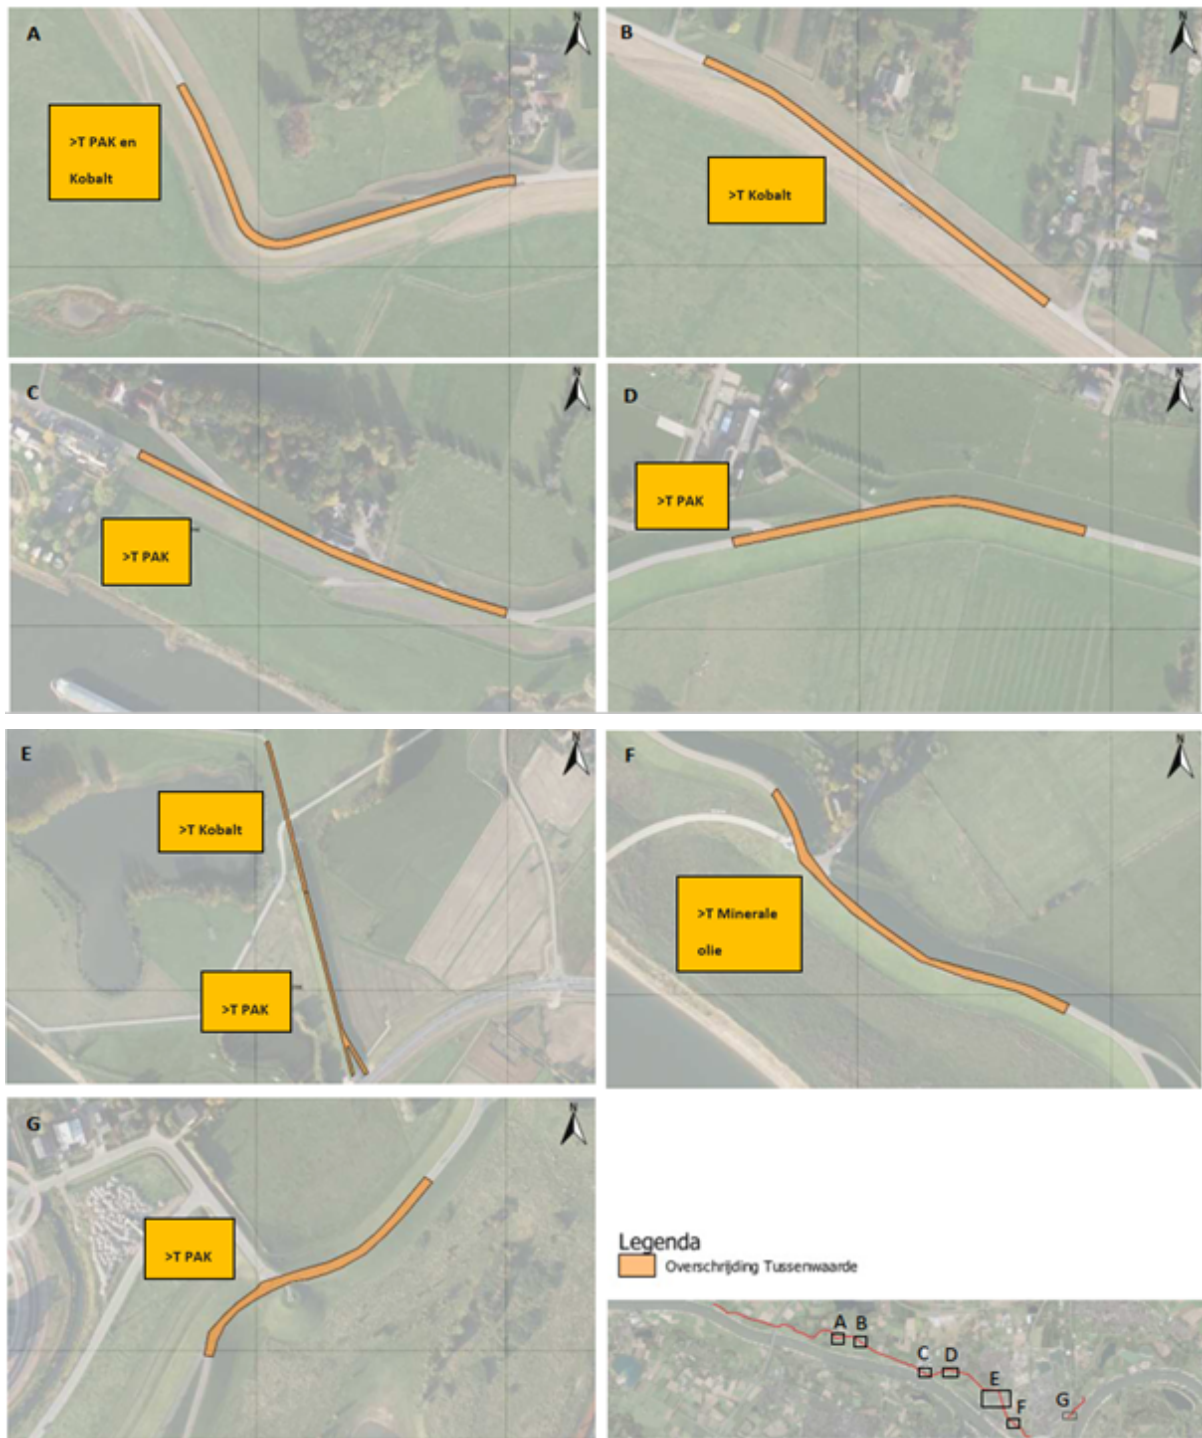 A
N
>T PAK en
Kobalt
B
N
>T Kobalt
C
N
>T PAK
D
N
>T PAK
E
N
>T Kobalt
>T PAK
F
N
>T Minerale
olie
G
N
>T PAK
Legenda
Overschrijding Tussenwaarde
A B
C D
E
F
G